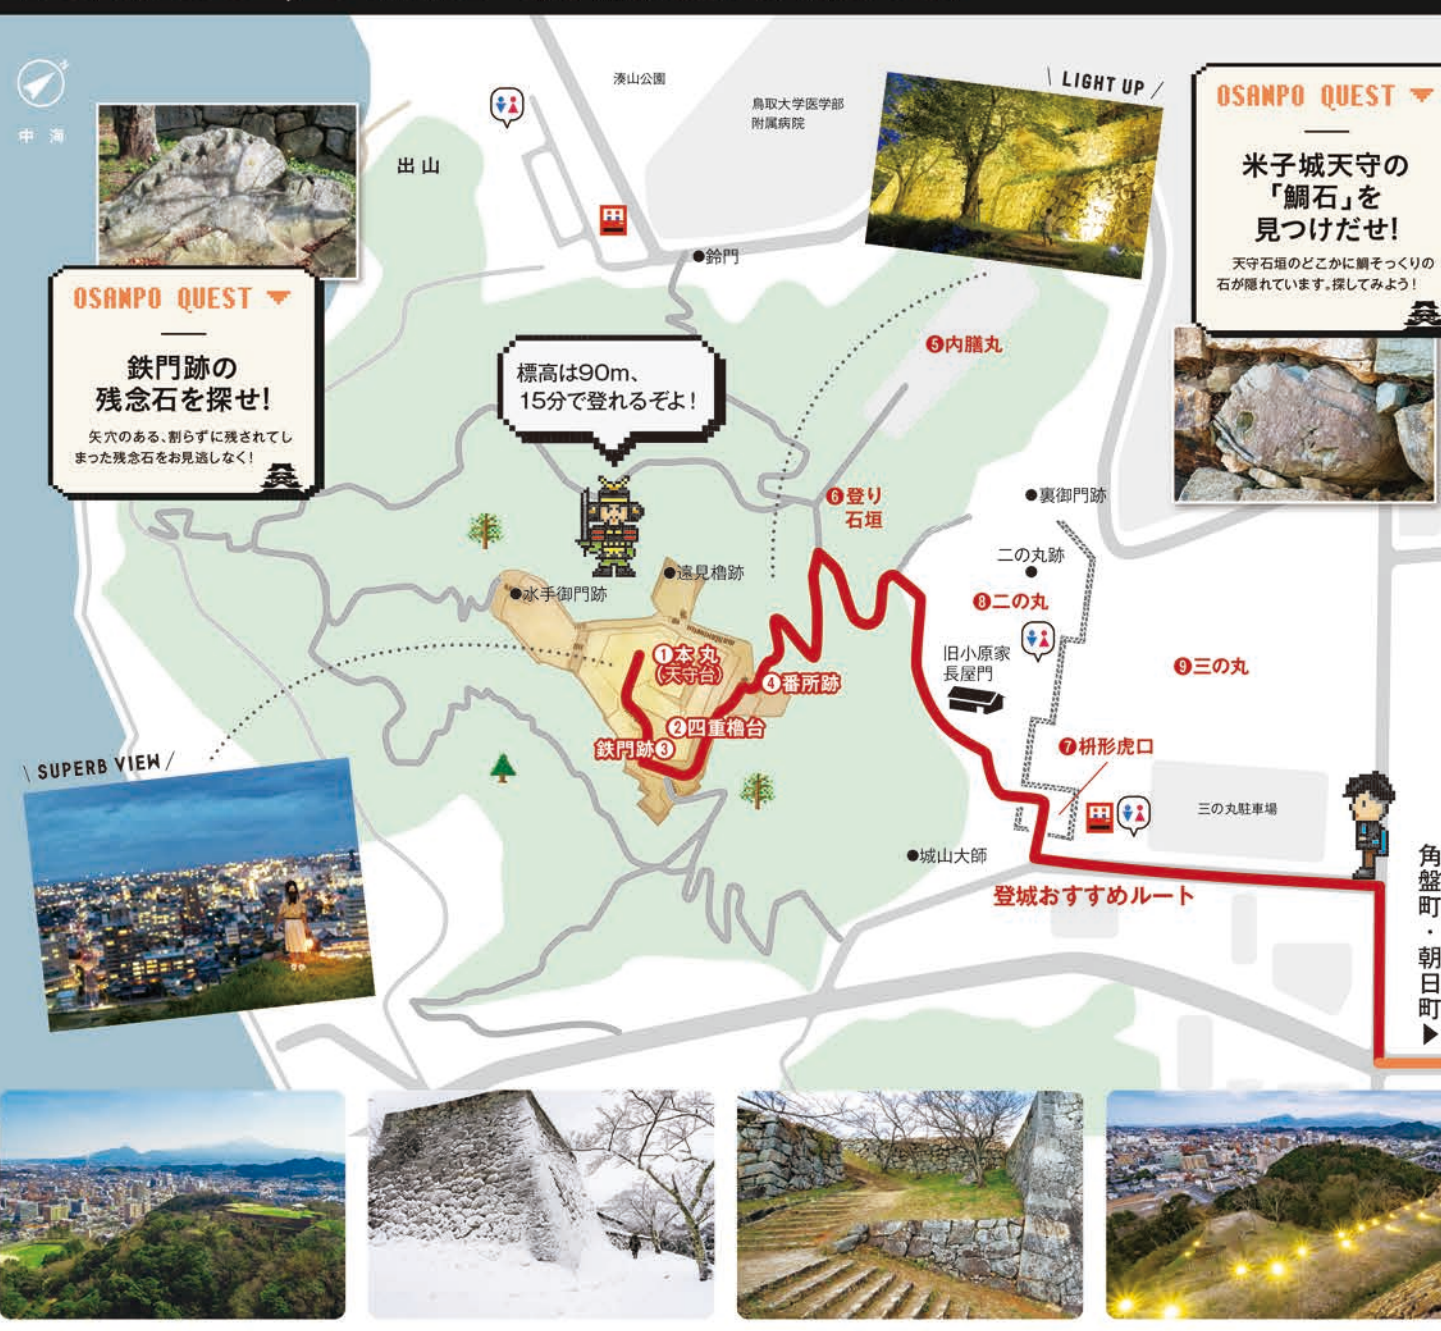 N
中 海
出山
湊山公園
鳥取大学医学部
附属病院
LIGHT UP
OSANPO QUEST
米子城天守の
「鯛石」を
見つけだせ!
天守石垣のどこかに鯛そっくりの
石が隠れています。探してみよう!
OSANPO QUEST
鉄門跡の
残念石を探せ!
矢穴のある、割らずに残されてし
まった残念石をお見逃しなく!
標高は90m、
15分で登れるぞよ!
●鈴門
❺内膳丸
❻登り
石垣
●裏御門跡
二の丸跡
●
❽二の丸
旧小原家
長屋門
❾三の丸
●遠見櫓跡
●水手御門跡
①本丸
(天守台)
④番所跡
②四重櫓台
鉄門跡③
❼枡形虎口
三の丸駐車場
●城山大師
登城おすすめルート
角盤町・朝日町▶
SUPERB VIEW